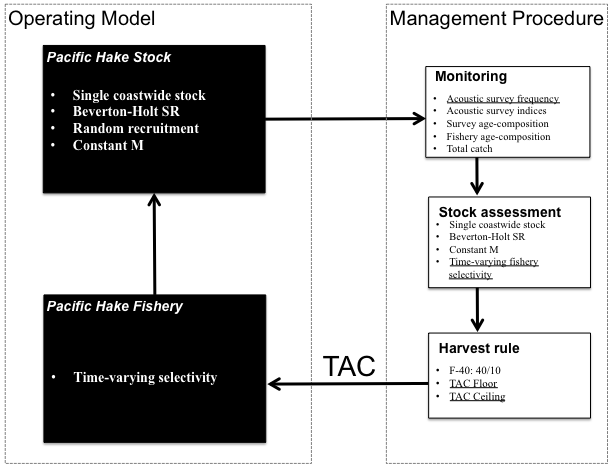 Operating Model
Management Procedure
Pacific Hake Stock
• Single coastwide stock
• Beverton-Holt SR
• Random recruitment
• Constant M
Monitoring
• Acoustic survey frequency
• Acoustic survey indices
• Survey age-composition
• Fishery age-composition
• Total catch
Stock assessment
• Single coastwide stock
• Beverton-Holt SR
• Constant M
• Time-varying fishery
selectivity
Pacific Hake Fishery
• Time-varying selectivity
TAC
Harvest rule
• F-40: 40/10
• TAC Floor
• TAC Ceiling